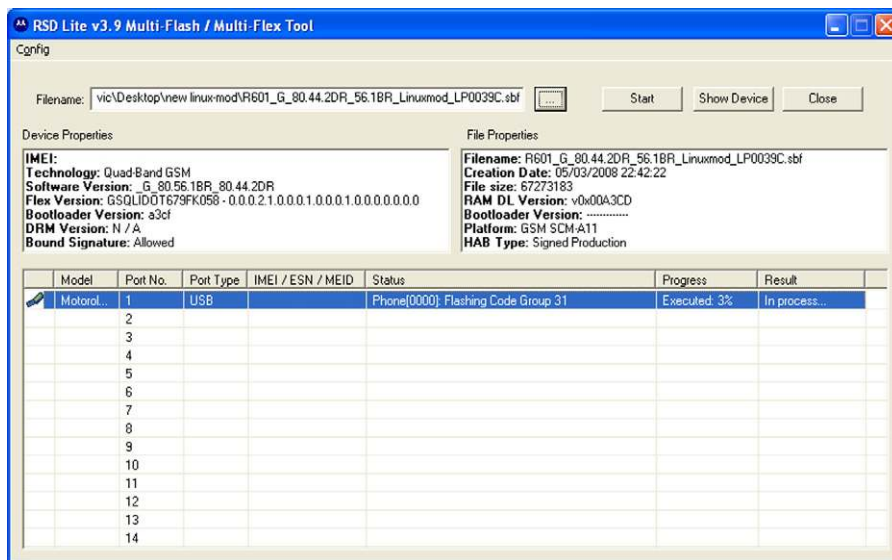 RSD Lite v3.9 Multi-Flash / Multi-Flex Tool
Config
Filename: vic\Desktop\new linux-mod\R601_G_80.44.2DR_56.1BR_Linuxmod_LP0039C.sbf ... Start Show Device Close
Device Properties
IMEI:
Technology: Quad-Band GSM
Software Version: _G_80.56.1BR_80.44.2DR
Flex Version: GSQLIDOT679FK058 - 0.0.0.2.1.0.0.0.1.0.0.0.1.0.0.0.0.0.0.0
Bootloader Version: a3cf
DRM Version: N / A
Bound Signature: Allowed
File Properties
Filename: R601_G_80.44.2DR_56.1BR_Linuxmod_LP0039C.sbf
Creation Date: 05/03/2008 22:42:22
File size: 67273183
RAM DL Version: v0x00A3CD
Bootloader Version: -------------
Platform: GSM SCM-A11
HAB Type: Signed Production
Model Port No. Port Type IMEI / ESN / MEID Status Progress Result
Motorol... 1 USB Phone[0000]: Flashing Code Group 31 Executed: 3% In process...
2
3
4
5
6
7
8
9
10
11
12
13
14